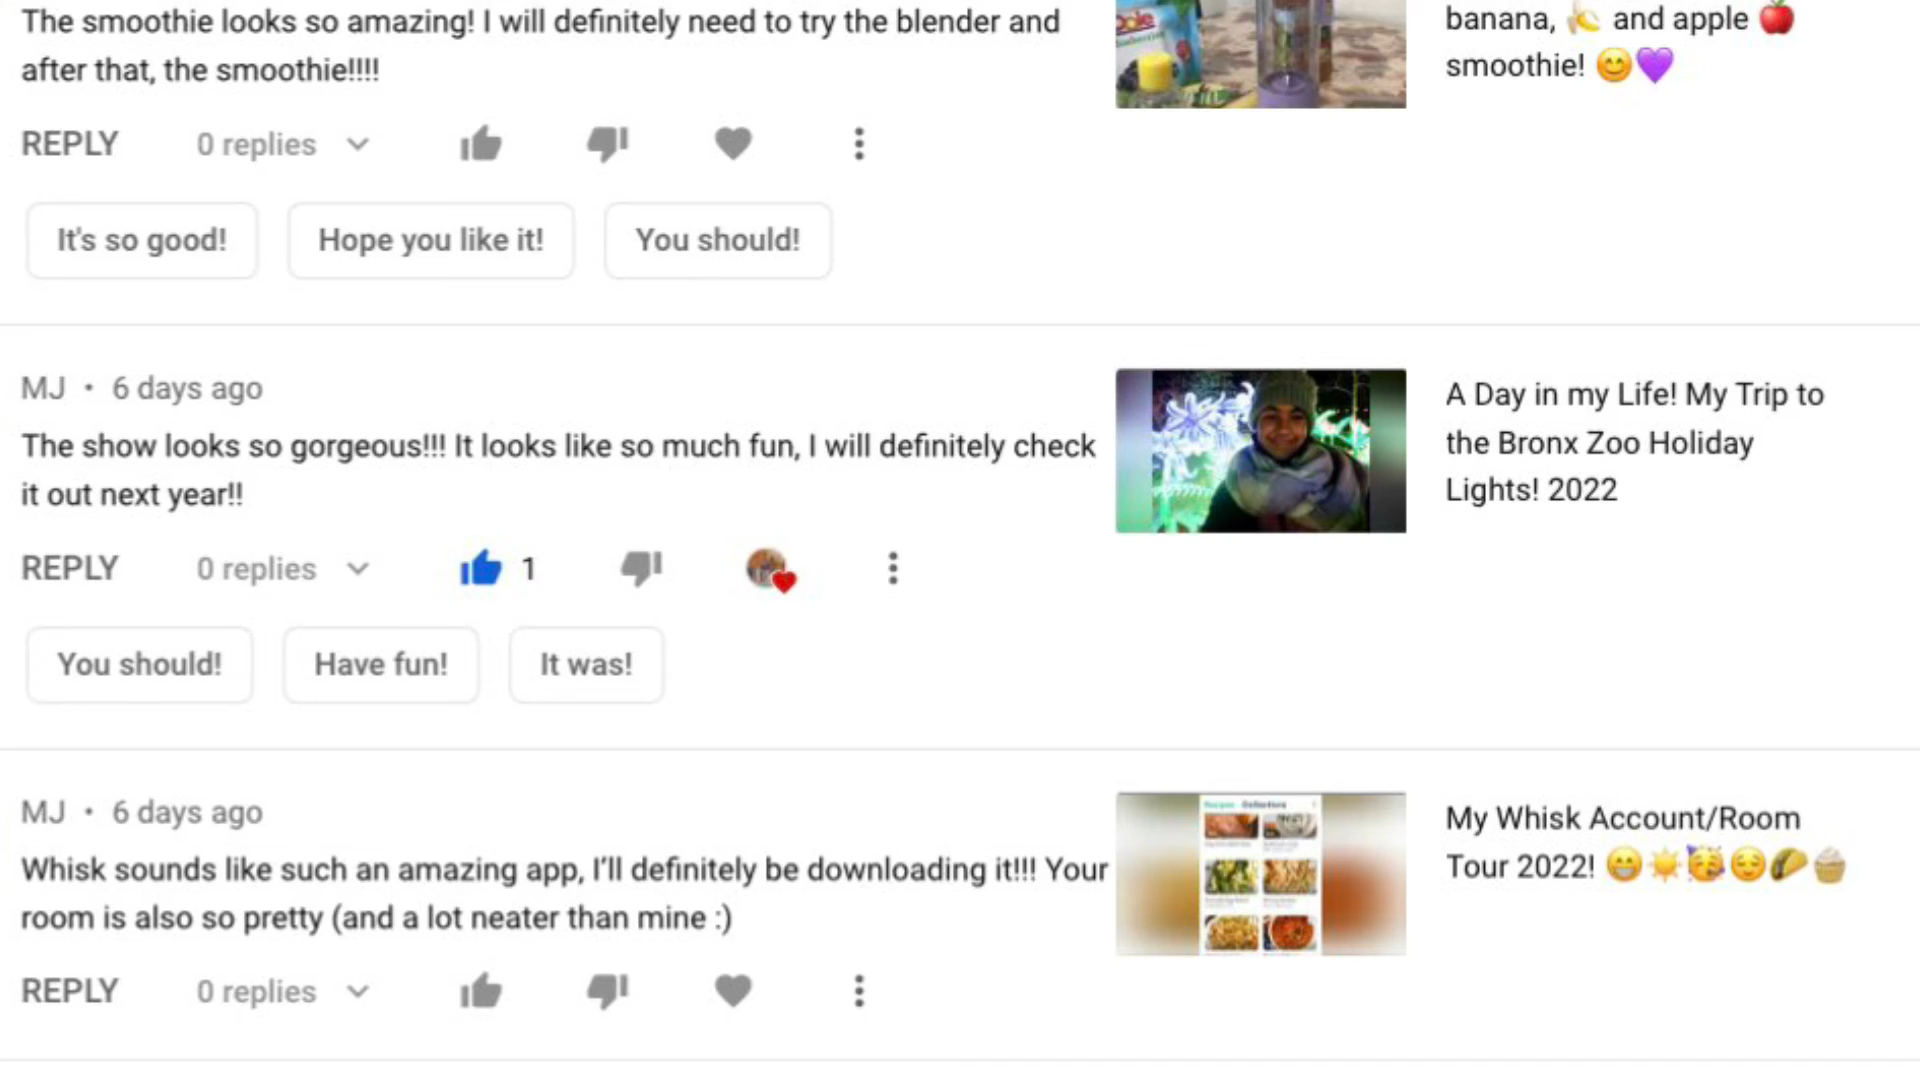 The smoothie looks so amazing! I will definitely need to try the blender and
after that, the smoothie!!!!
banana, 🍌 and apple 🍎
smoothie! 😊💜
Dole
REPLY 0 replies
It's so good! Hope you like it! You should!
MJ • 6 days ago
The show looks so gorgeous!!! It looks like so much fun, I will definitely check
it out next year!!
A Day in my Life! My Trip to
the Bronx Zoo Holiday
Lights! 2022
REPLY 0 replies 1
You should! Have fun! It was!
MJ • 6 days ago
Whisk sounds like such an amazing app, I’ll definitely be downloading it!!! Your
room is also so pretty (and a lot neater than mine :)
Recipes Collections
My Whisk Account/Room
Tour 2022! 😁☀️🥳😌🌮🧁
REPLY 0 replies